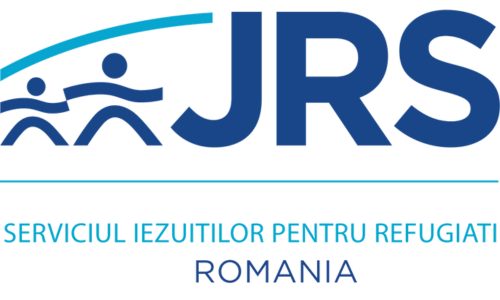 JRS
SERVICIUL IEZUITILOR PENTRU REFUGIATI
ROMANIA